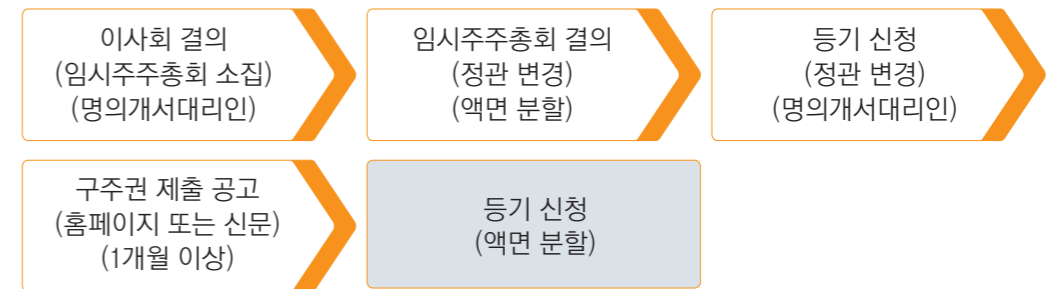 이사회 결의
(임시주주총회 소집)
(명의개서대리인)
임시주주총회 결의
(정관 변경)
(액면 분할)
등기 신청
(정관 변경)
(명의개서대리인)
구주권 제출 공고
(홈페이지 또는 신문)
(1개월 이상)
등기 신청
(액면 분할)